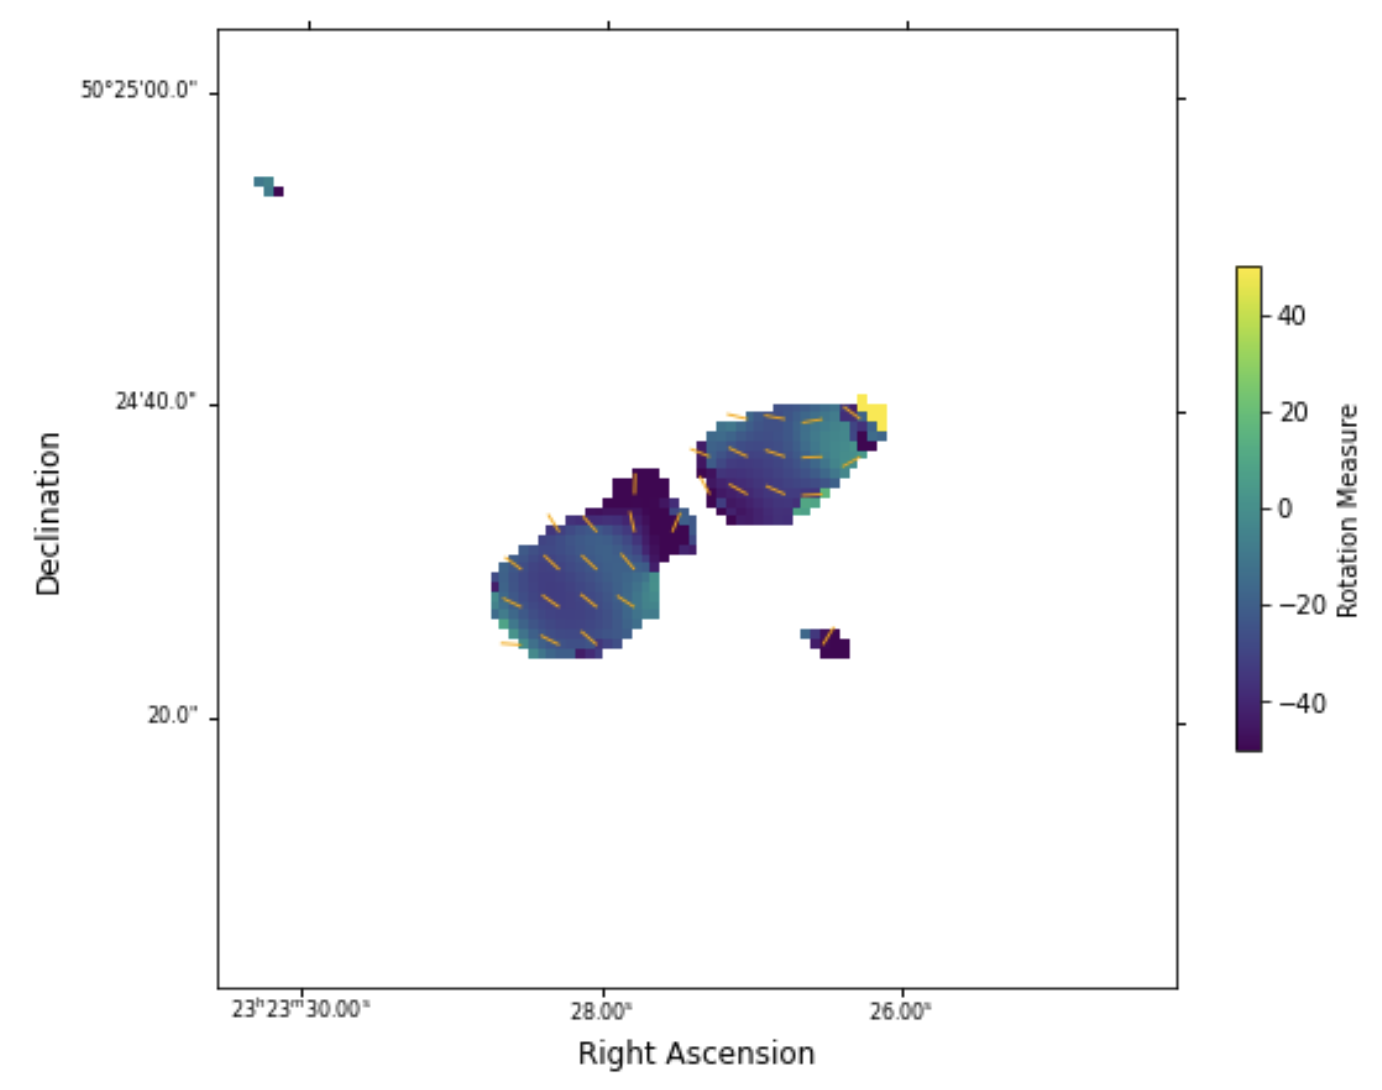 50°25'00.0"
24'40.0"
20.0"
Declination
23ʰ23ᵐ30.00ˢ
28.00ˢ
26.00ˢ
Right Ascension
40
20
0
−20
−40
Rotation Measure